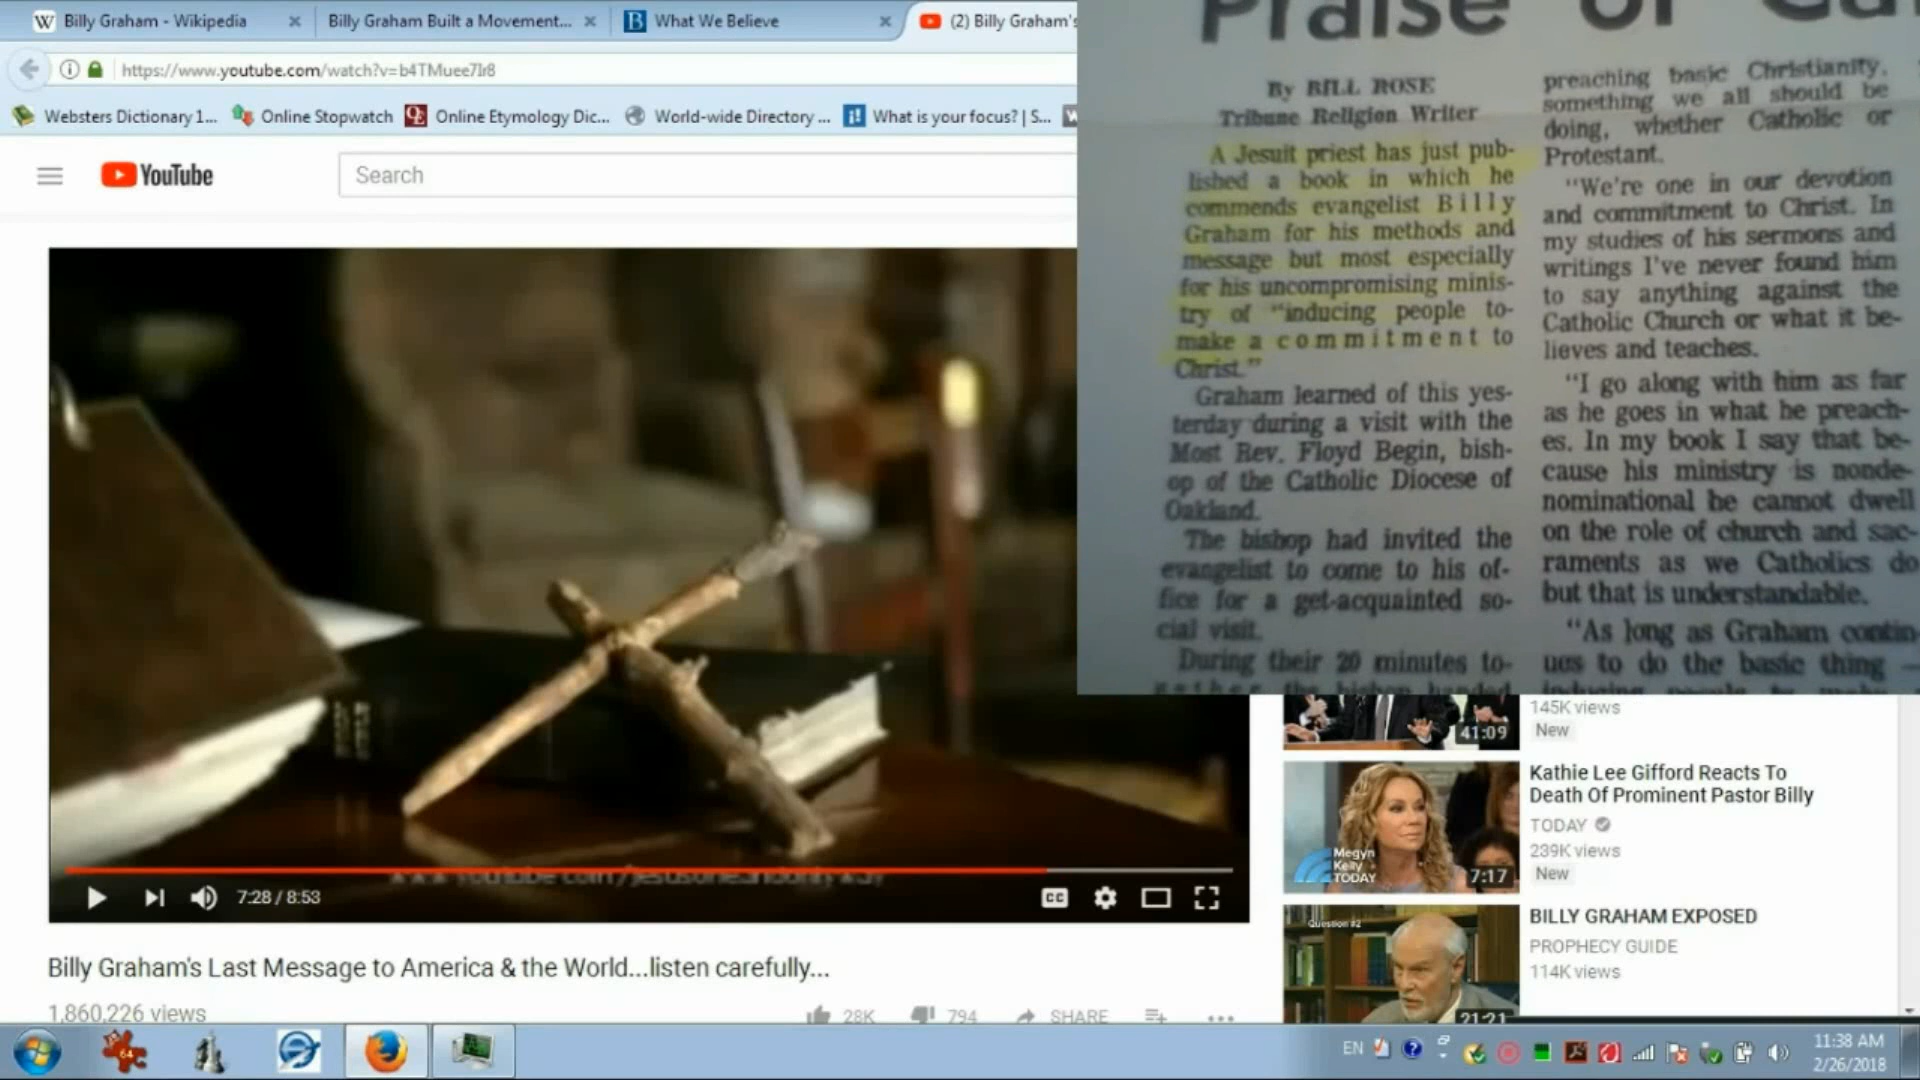 Billy Graham - Wikipedia
Billy Graham Built a Movement...
What We Believe
(2) Billy Graham's
https://www.youtube.com/watch?v=b4TMuee7Ir8
Websters Dictionary 1...
Online Stopwatch
Online Etymology Dic...
World-wide Directory ...
What is your focus? | S...
YouTube
Search
7:28 / 8:53
CC
Billy Graham's Last Message to America & the World...listen carefully...
1,860,226 views
28K
794
SHARE
Praise of
By BILL ROSE
Tribune Religion Writer
A Jesuit priest has just pub-
lished a book in which he
commends evangelist Billy
Graham for his methods and
message but most especially
for his uncompromising minis-
try of "inducing people to-
make a commitment to
Christ."
Graham learned of this yes-
terday during a visit with the
Most Rev. Floyd Begin, bish-
op of the Catholic Diocese of
Oakland.
The bishop had invited the
evangelist to come to his of-
fice for a get-acquainted so-
cial visit.
During their 20 minutes to-
preaching basic Christianity,
something we all should be
doing, whether Catholic or
Protestant.
"We're one in our devotion
and commitment to Christ. In
my studies of his sermons and
writings I've never found him
to say anything against the
Catholic Church or what it be-
lieves and teaches.
"I go along with him as far
as he goes in what he preach-
es. In my book I say that be-
cause his ministry is nonde-
nominational he cannot dwell
on the role of church and sac-
raments as we Catholics do
but that is understandable.
"As long as Graham contin-
ues to do the basic thing —
145K views
New
41:09
Kathie Lee Gifford Reacts To
Death Of Prominent Pastor Billy
TODAY
239K views
New
Megyn
Kelly
TODAY
7:17
BILLY GRAHAM EXPOSED
PROPHECY GUIDE
114K views
Question #2
21:21
64
EN
11:38 AM
2/26/2018